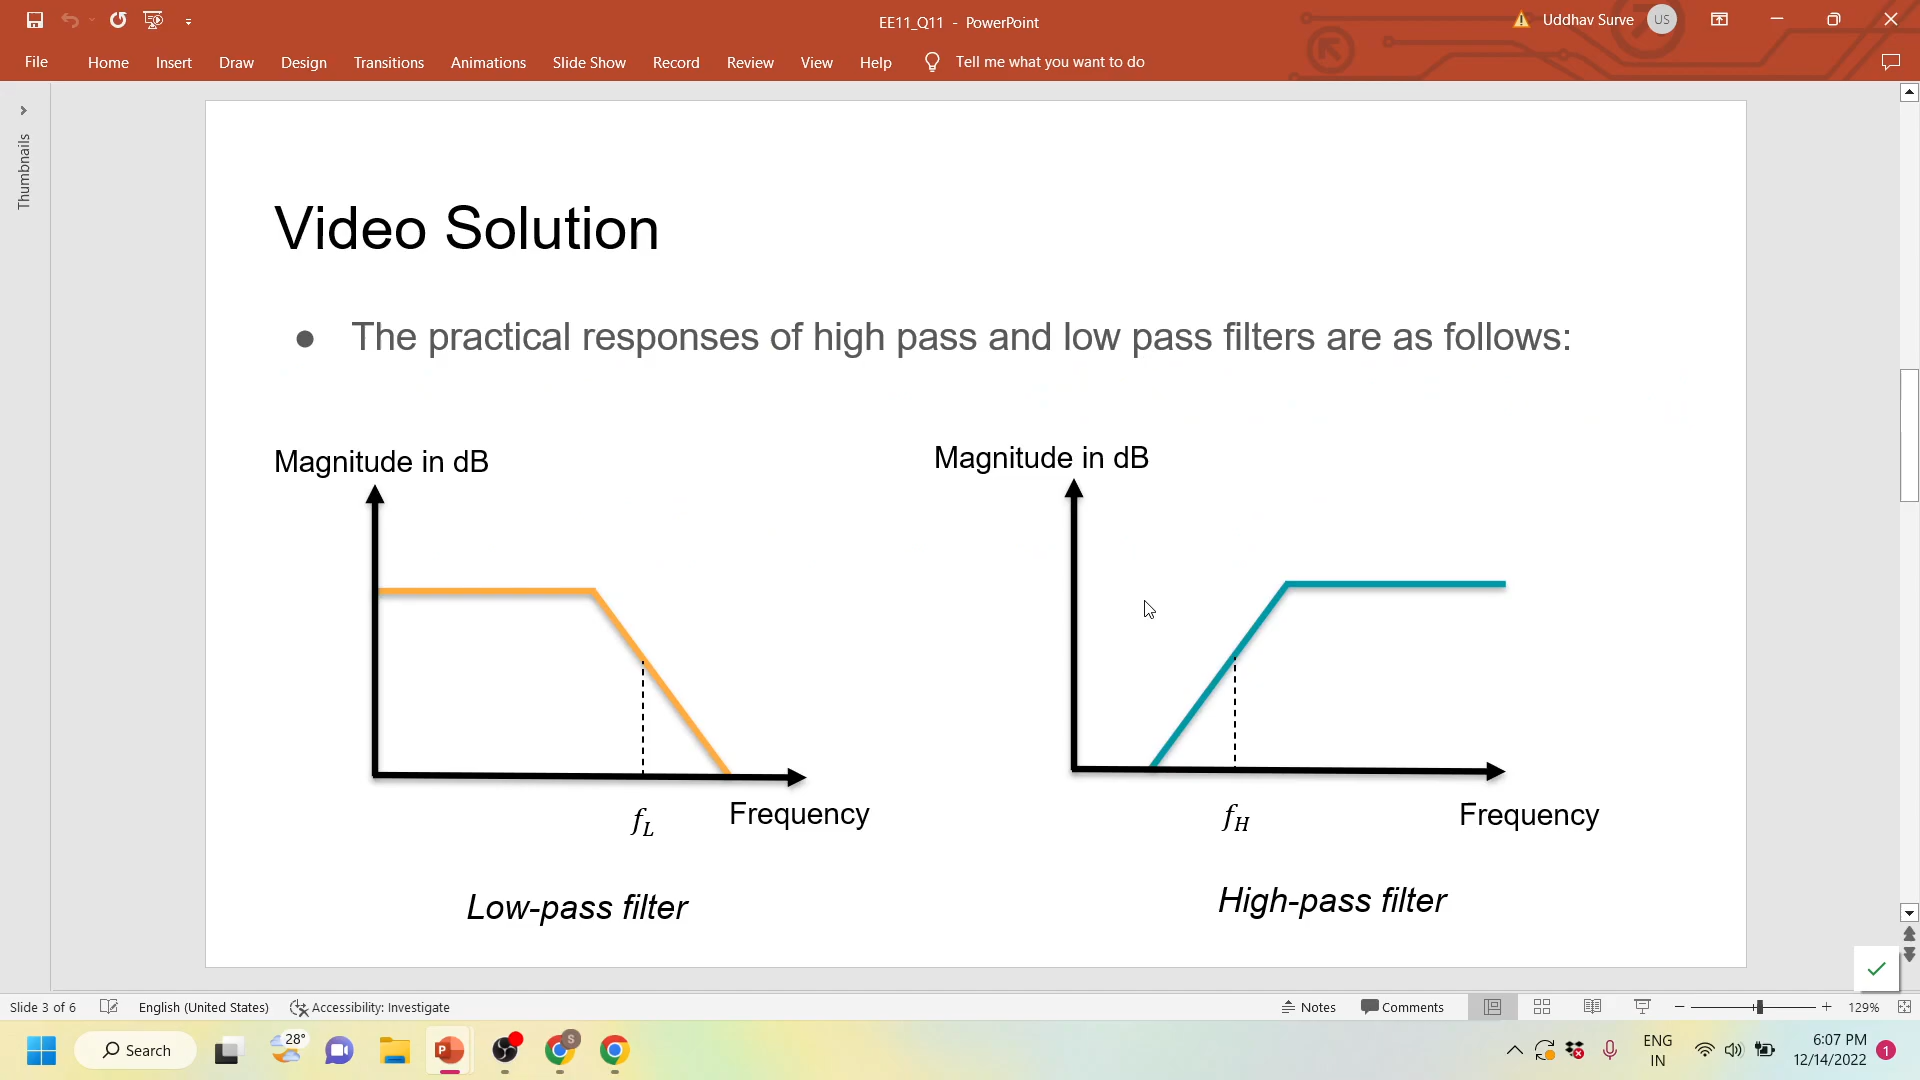 EE11_Q11 - PowerPoint
Uddhav Surve
US
File Home Insert Draw Design Transitions Animations Slide Show Record Review View Help Tell me what you want to do
Thumbnails
Video Solution
● The practical responses of high pass and low pass filters are as follows:
Magnitude in dB
Magnitude in dB
f_L
Frequency
f_H
Frequency
Low-pass filter
High-pass filter
Slide 3 of 6 English (United States) Accessibility: Investigate Notes Comments 129%
Search
28°
S
P
ENG
IN
6:07 PM
12/14/2022
1